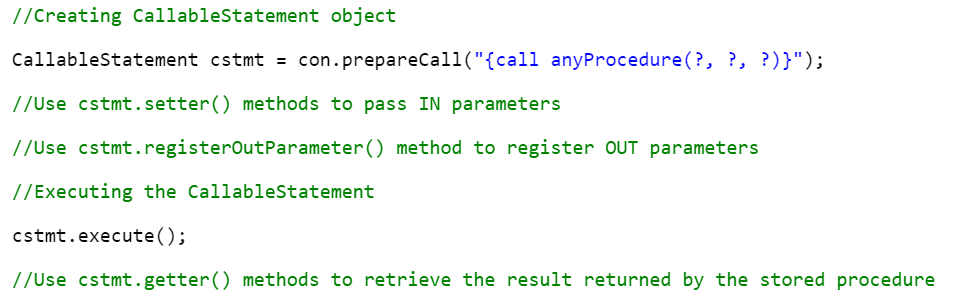 //Creating CallableStatement object
CallableStatement cstmt = con.prepareCall("{call anyProcedure(?, ?, ?)}");
//Use cstmt.setter() methods to pass IN parameters
//Use cstmt.registerOutParameter() method to register OUT parameters
//Executing the CallableStatement
cstmt.execute();
//Use cstmt.getter() methods to retrieve the result returned by the stored procedure